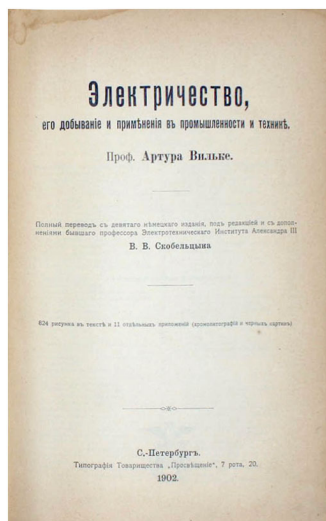 Электричество,
его добываніе и примѣненія въ промышленности и техникѣ.
Проф. Артура Вильке.
Полный переводъ съ девятаго нѣмецкаго изданія, подъ редакціей и съ допол-
неніями бывшаго профессора Электротехническаго Института Александра III
В. В. Скобельцына
624 рисунка въ текстѣ и 11 отдѣльныхъ приложеній (хромолитографіи и черныхъ картинъ)
С.-Петербургъ.
Типографія Товарищества „Просвѣщеніе", 7 рота, 20.
1902.